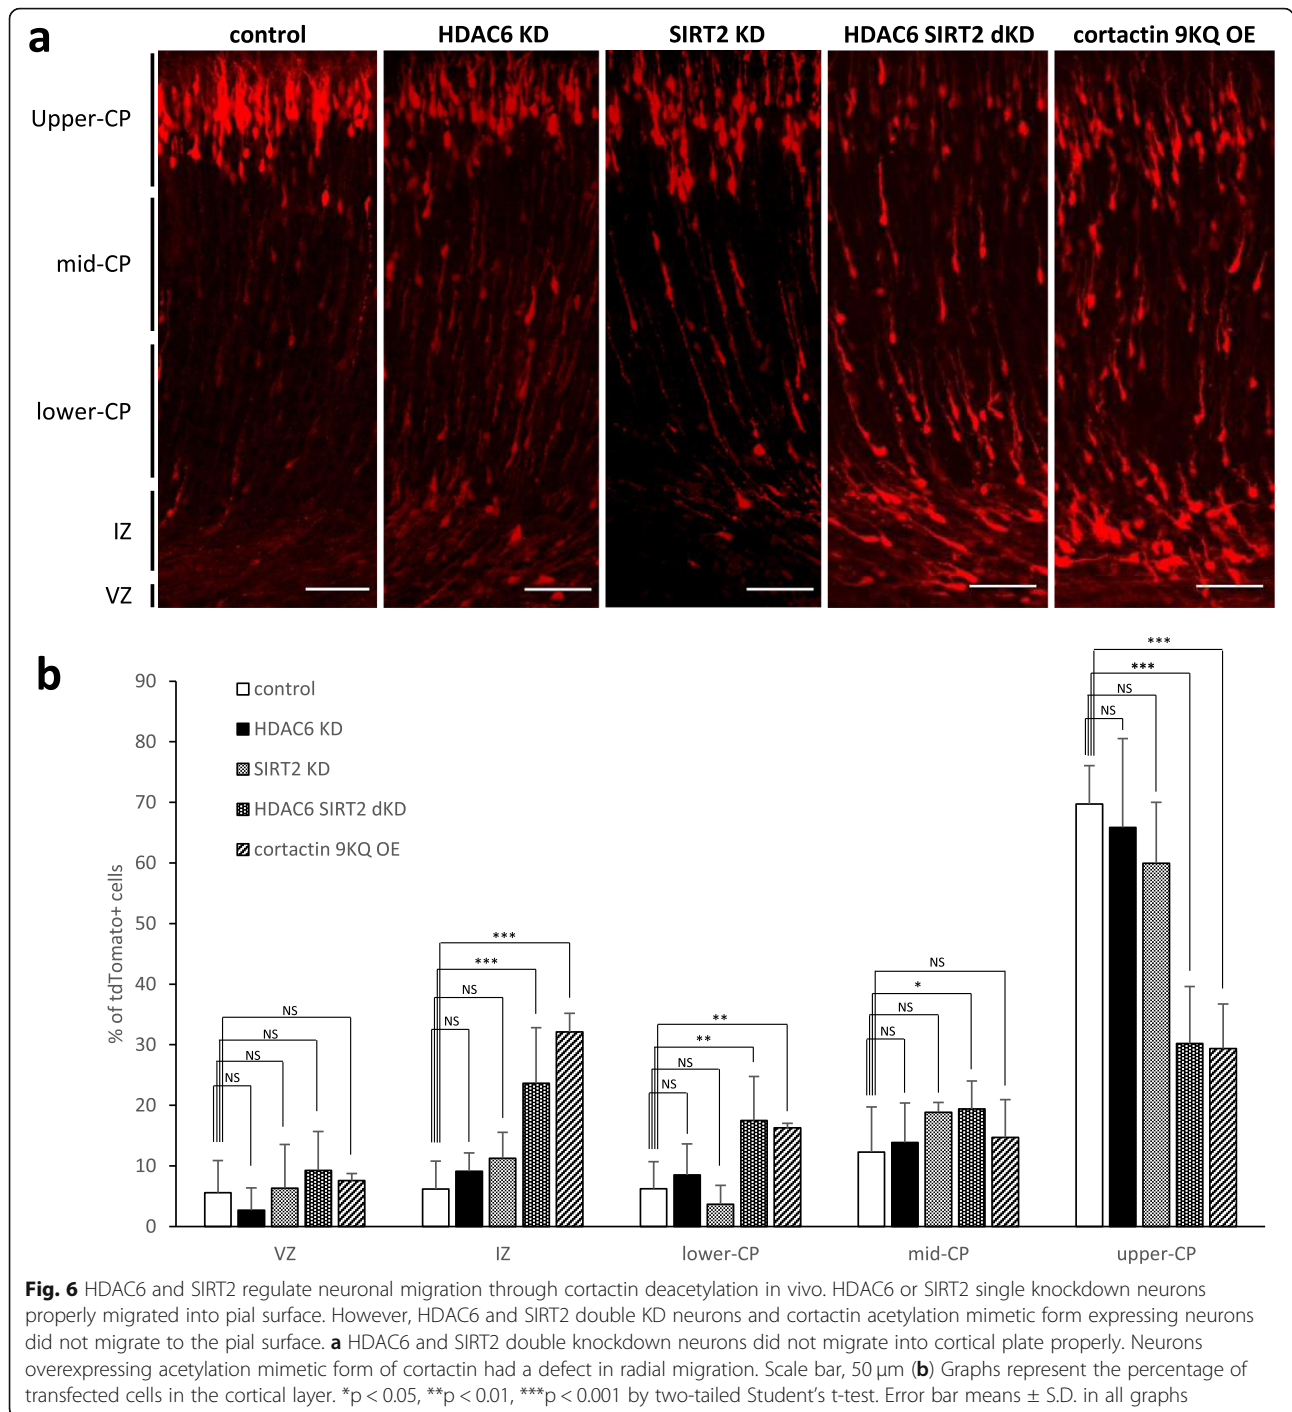 a
control HDAC6 KD SIRT2 KD HDAC6 SIRT2 dKD cortactin 9KQ OE
Upper-CP
mid-CP
lower-CP
IZ
VZ
b
% of tdTomato+ cells
90
80
70
60
50
40
30
20
10
0
control
HDAC6 KD
SIRT2 KD
HDAC6 SIRT2 dKD
cortactin 9KQ OE
NS
NS
NS
NS
***
***
NS
NS
**
**
NS
NS
NS
*
NS
NS
***
***
NS
NS
VZ IZ lower-CP mid-CP upper-CP
Fig. 6 HDAC6 and SIRT2 regulate neuronal migration through cortactin deacetylation in vivo. HDAC6 or SIRT2 single knockdown neurons
properly migrated into pial surface. However, HDAC6 and SIRT2 double KD neurons and cortactin acetylation mimetic form expressing neurons
did not migrate to the pial surface. a HDAC6 and SIRT2 double knockdown neurons did not migrate into cortical plate properly. Neurons
overexpressing acetylation mimetic form of cortactin had a defect in radial migration. Scale bar, 50 μm (b) Graphs represent the percentage of
transfected cells in the cortical layer. *p < 0.05, **p < 0.01, ***p < 0.001 by two-tailed Student's t-test. Error bar means ± S.D. in all graphs